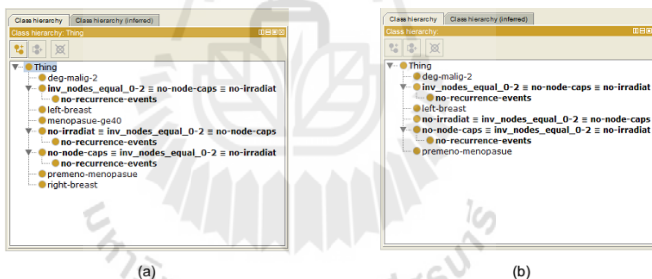 Class hierarchy Class hierarchy (inferred)
Class hierarchy: Thing
Thing
deg-malig-2
inv_nodes_equal_0-2 ≡ no-node-caps ≡ no-irradiat
no-recurrence-events
left-breast
menopasue-ge40
no-irradiat ≡ inv_nodes_equal_0-2 ≡ no-node-caps
no-recurrence-events
no-node-caps ≡ inv_nodes_equal_0-2 ≡ no-irradiat
no-recurrence-events
premeno-menopasue
right-breast
(a)
Class hierarchy Class hierarchy (inferred)
Class hierarchy:
Thing
deg-malig-2
inv_nodes_equal_0-2 ≡ no-node-caps ≡ no-irradiat
no-recurrence-events
left-breast
no-irradiat ≡ inv_nodes_equal_0-2 ≡ no-node-caps
no-node-caps ≡ inv_nodes_equal_0-2 ≡ no-irradiat
no-recurrence-events
premeno-menopasue
(b)